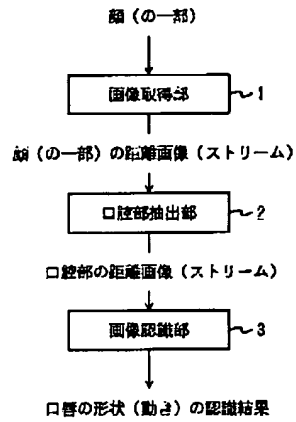 顔（の一部）
画像取得部 1
顔（の一部）の距離画像（ストリーム）
口腔部抽出部 2
口腔部の距離画像（ストリーム）
画像認識部 3
口唇の形状（動き）の認識結果